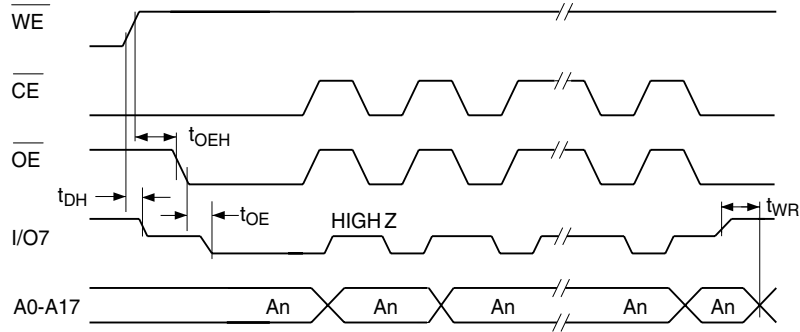 WE
CE
tOEH
OE
tDH
tOE
HIGH Z
tWR
I/O7
A0-A17 An An An An An